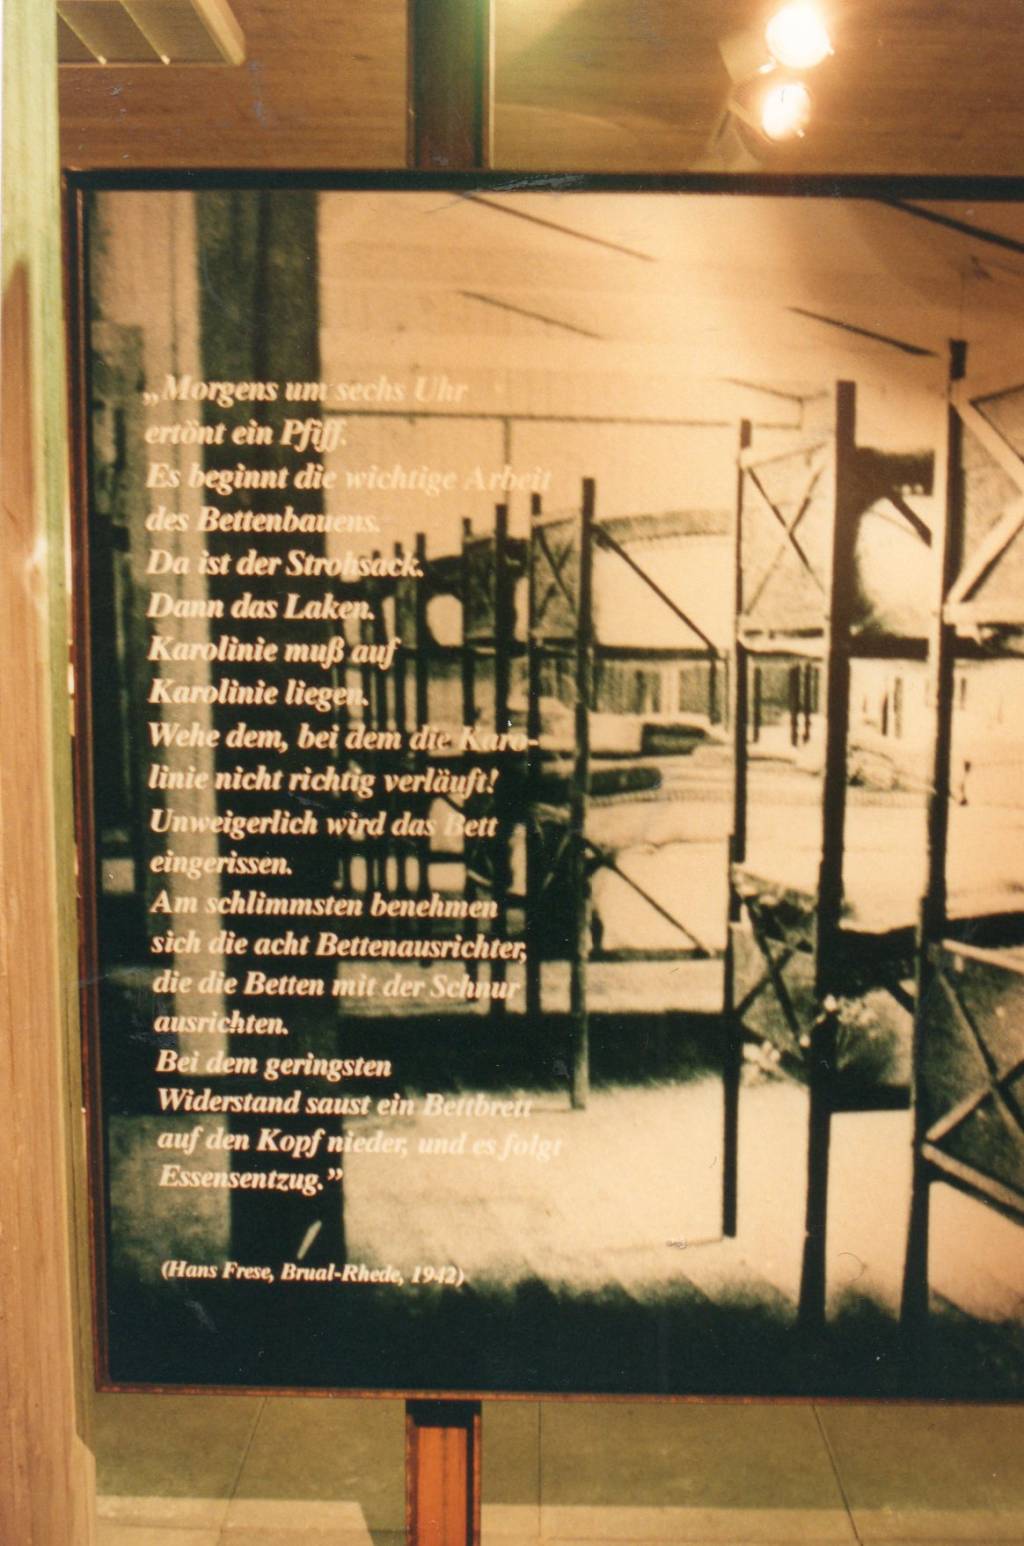 „Morgens um sechs Uhr
ertönt ein Pfiff.
Es beginnt die wichtige Arbeit
des Bettenbauens.
Da ist der Strohsack.
Dann das Laken.
Karolinie muß auf
Karolinie liegen.
Wehe dem, bei dem die Karo-
linie nicht richtig verläuft!
Unweigerlich wird das Bett
eingerissen.
Am schlimmsten benehmen
sich die acht Bettenausrichter,
die die Betten mit der Schnur
ausrichten.
Bei dem geringsten
Widerstand saust ein Bettbrett
auf den Kopf nieder, und es folgt
Essensentzug.”
(Hans Frese, Brual-Rhede, 1942)